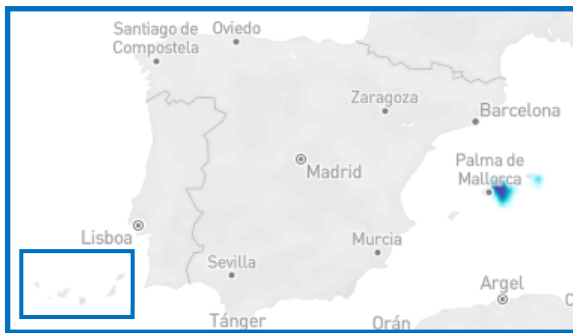 Santiago de
Compostela
Oviedo
Zaragoza
Barcelona
Madrid
Palma de
Mallorca
Lisboa
Murcia
Sevilla
Argel
Tánger
Orán